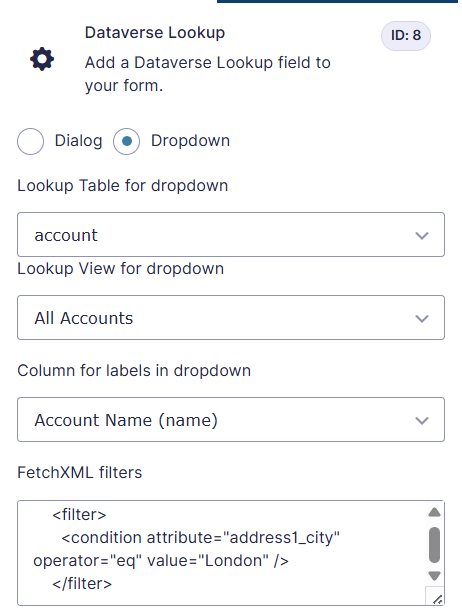 Dataverse Lookup
ID: 8
Add a Dataverse Lookup field to
your form.
Dialog
Dropdown
Lookup Table for dropdown
account
Lookup View for dropdown
All Accounts
Column for labels in dropdown
Account Name (name)
FetchXML filters
<filter>
<condition attribute="address1_city"
operator="eq" value="London" />
</filter>